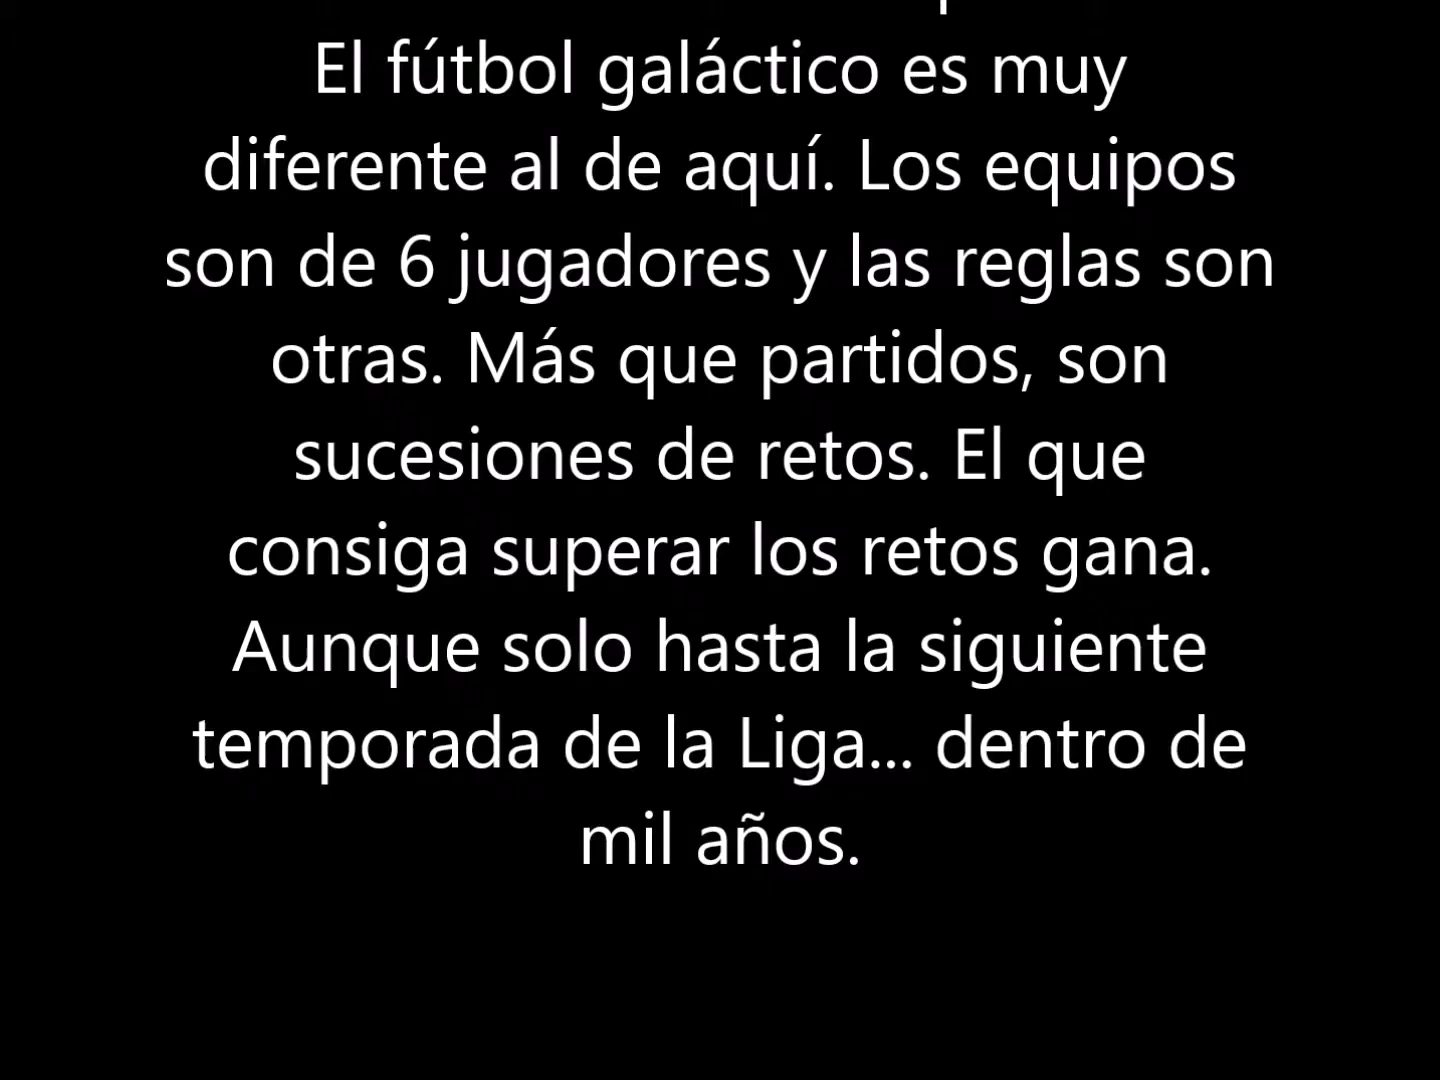 El fútbol galáctico es muy
diferente al de aquí. Los equipos
son de 6 jugadores y las reglas son
otras. Más que partidos, son
sucesiones de retos. El que
consiga superar los retos gana.
Aunque solo hasta la siguiente
temporada de la Liga... dentro de
mil años.